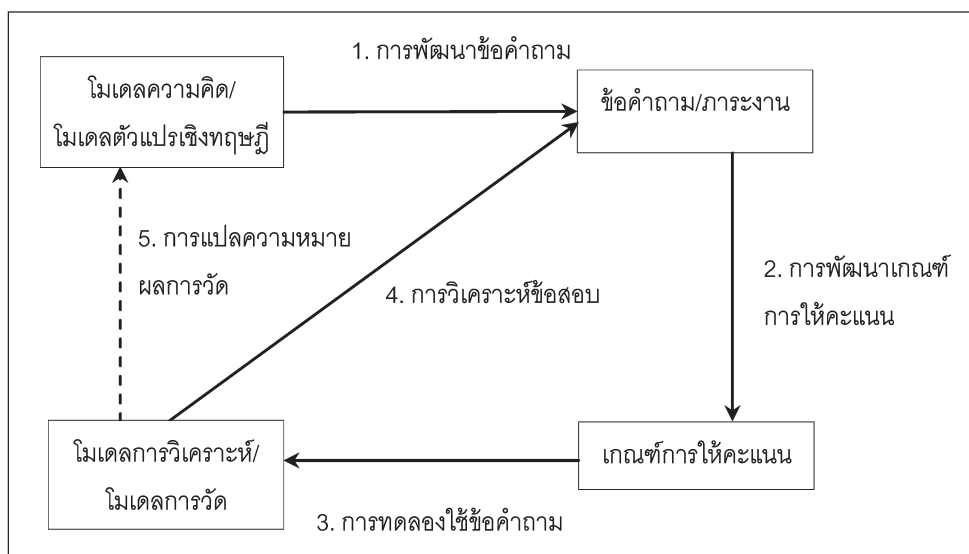 1. การพัฒนาข้อคำถาม
โมเดลความคิด/
โมเดลตัวแปรเชิงทฤษฎี
ข้อคำถาม/ภาระงาน
5. การแปลความหมาย
ผลการวัด
4. การวิเคราะห์ข้อสอบ
2. การพัฒนาเกณฑ์
การให้คะแนน
โมเดลการวิเคราะห์/
โมเดลการวัด
เกณฑ์การให้คะแนน
3. การทดลองใช้ข้อคำถาม